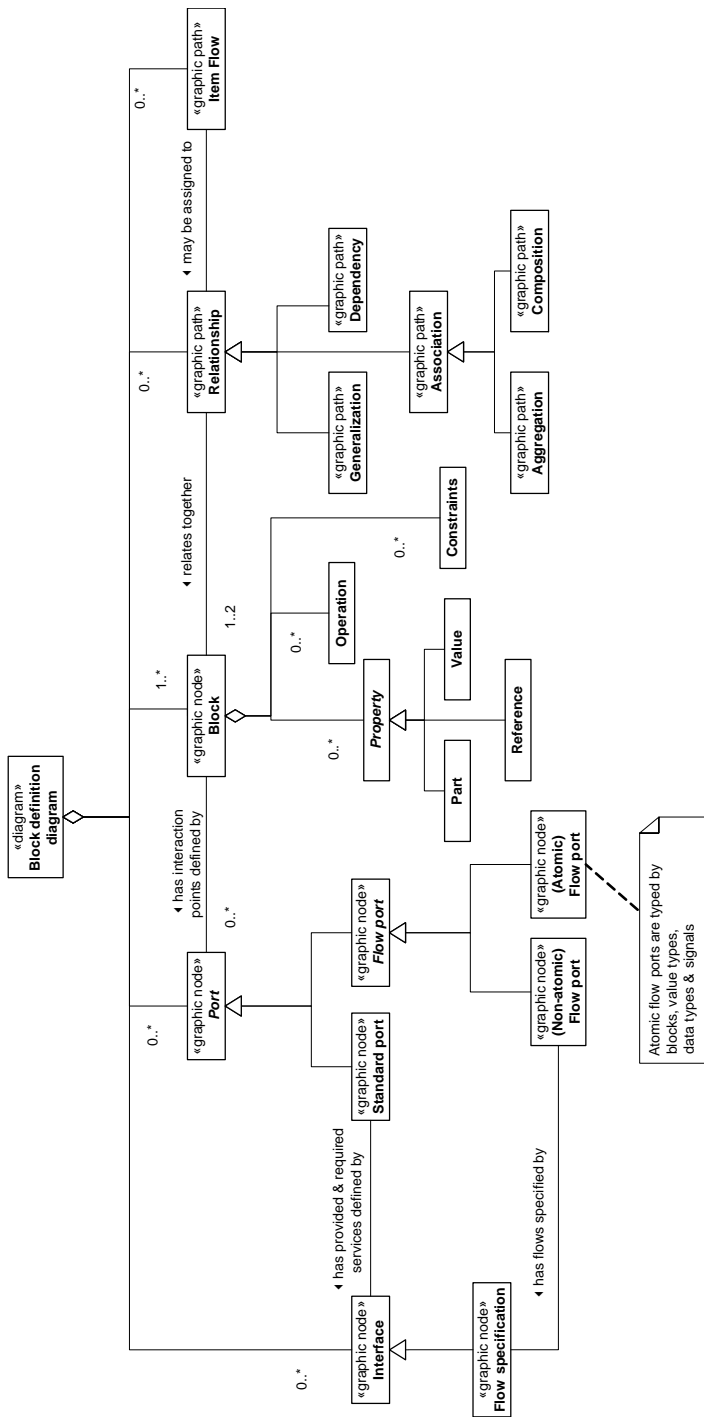 «diagram»
Block definition
diagram
0..*
0..*
1..*
0..*
0..*
«graphic node»
Interface
«graphic node»
Port
◄ has interaction
points defined by
0..*
«graphic node»
Block
◄ relates together
1..2
«graphic path»
Relationship
◄ may be assigned to
«graphic path»
Item Flow
◄ has provided & required
services defined by
«graphic node»
Standard port
«graphic node»
Flow port
0..*
0..*
0..*
Property
Operation
Constraints
Part
Value
Reference
«graphic path»
Generalization
«graphic path»
Dependency
«graphic path»
Association
«graphic path»
Aggregation
«graphic path»
Composition
«graphic node»
Flow specification
◄ has flows specified by
«graphic node»
(Non-atomic)
Flow port
«graphic node»
(Atomic)
Flow port
Atomic flow ports are typed by
blocks, value types,
data types & signals